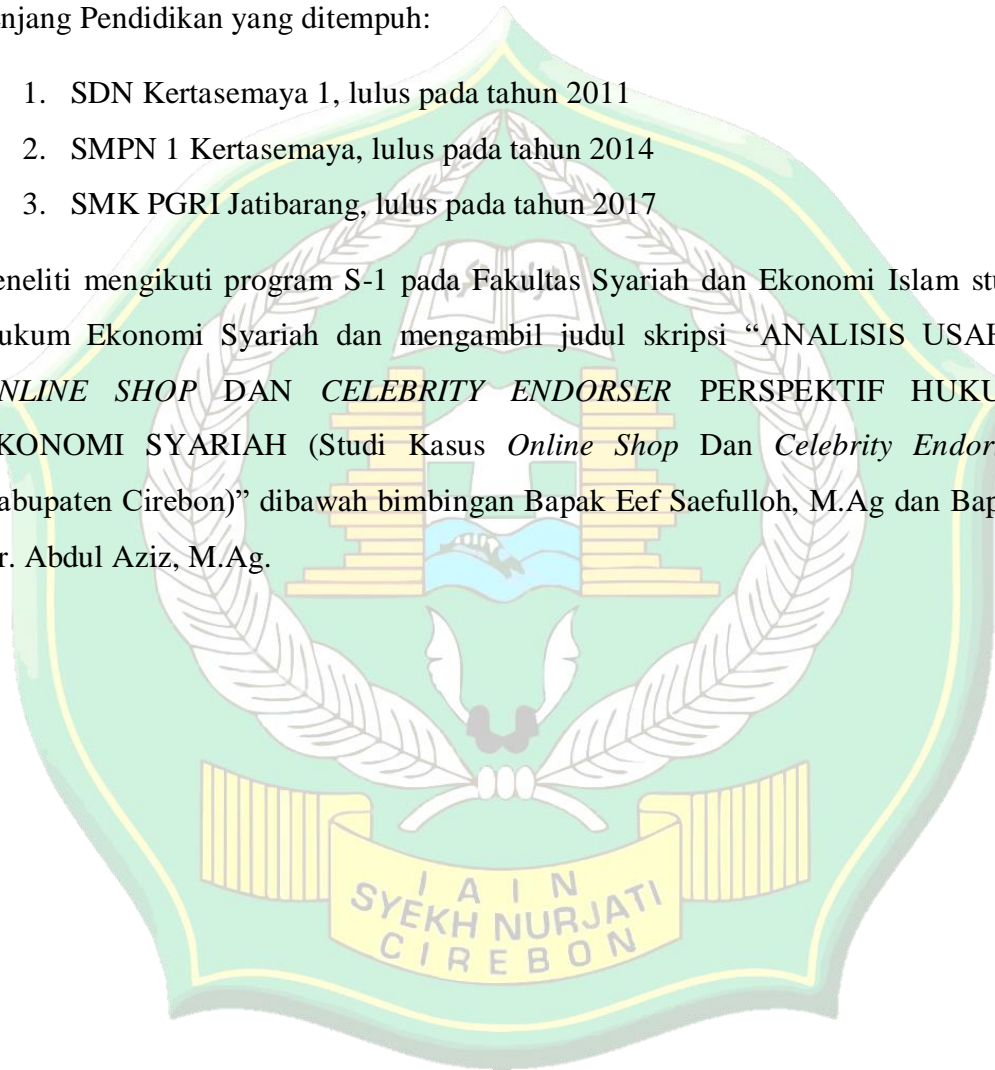 enjang Pendidikan yang ditempuh:
1. SDN Kertasemaya 1, lulus pada tahun 2011
2. SMPN 1 Kertasemaya, lulus pada tahun 2014
3. SMK PGRI Jatibarang, lulus pada tahun 2017
eneliti mengikuti program S-1 pada Fakultas Syariah dan Ekonomi Islam stu
ukum Ekonomi Syariah dan mengambil judul skripsi “ANALISIS USAH
NLINE SHOP DAN CELEBRITY ENDORSER PERSPEKTIF HUKU
KONOMI SYARIAH (Studi Kasus Online Shop Dan Celebrity Endor
abupaten Cirebon)” dibawah bimbingan Bapak Eef Saefulloh, M.Ag dan Bap
r. Abdul Aziz, M.Ag.
IAIN
SYEKH NURJATI
CIREBON